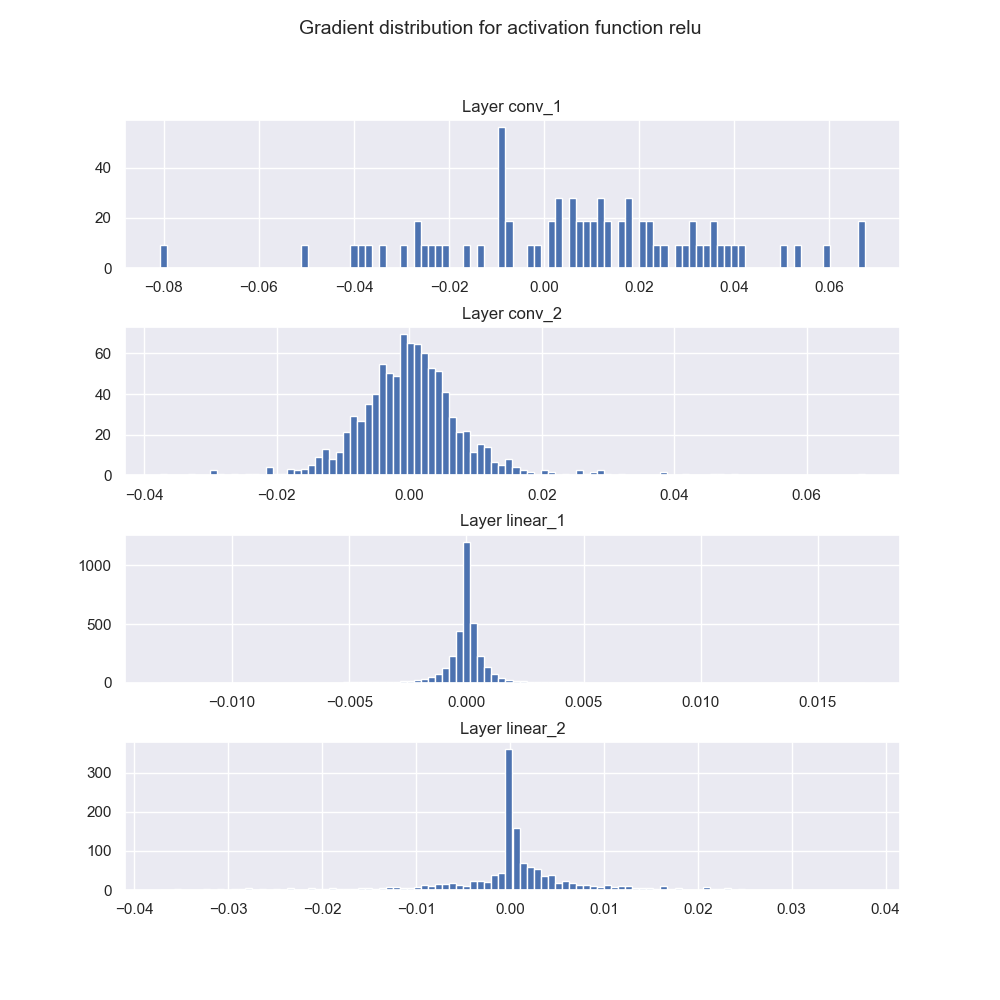 Gradient distribution for activation function relu
Layer conv_1
40
20
0
−0.08 −0.06 −0.04 −0.02 0.00 0.02 0.04 0.06
Layer conv_2
60
40
20
0
−0.04 −0.02 0.00 0.02 0.04 0.06
Layer linear_1
1000
500
0
−0.010 −0.005 0.000 0.005 0.010 0.015
Layer linear_2
300
200
100
0
−0.04 −0.03 −0.02 −0.01 0.00 0.01 0.02 0.03 0.04